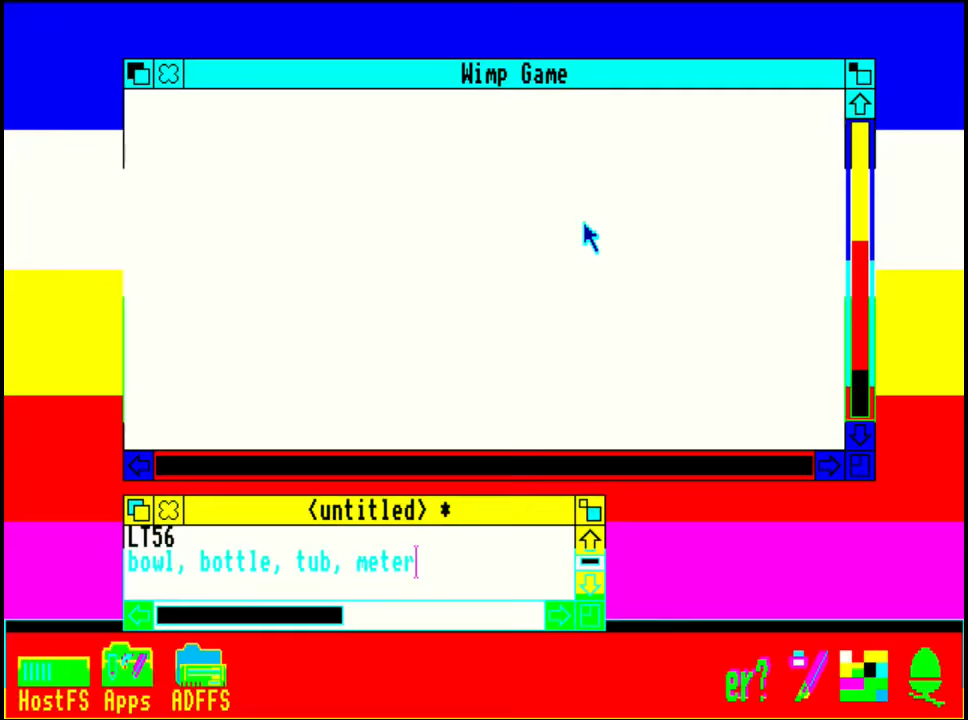 Wimp Game
<untitled> *
LT56
bowl, bottle, tub, meter
er?
HostFS Apps ADFFS